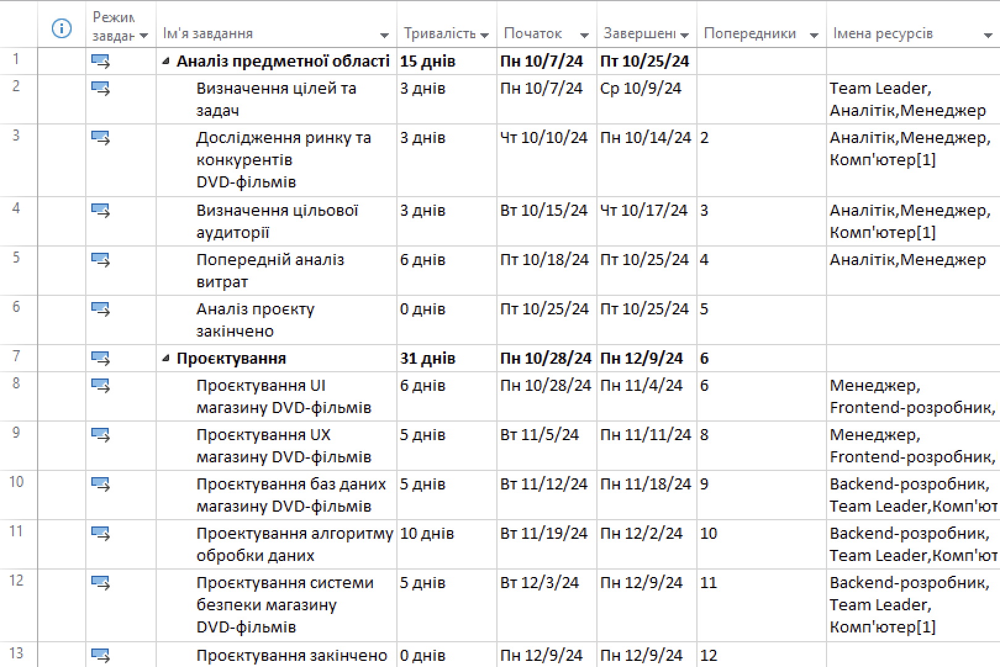 Режим завдан Ім'я завдання Тривалість Початок Завершені Попередники Імена ресурсів
1 Аналіз предметної області 15 днів Пн 10/7/24 Пт 10/25/24
2 Визначення цілей та задач 3 днів Пн 10/7/24 Ср 10/9/24 Team Leader, Аналітік,Менеджер
3 Дослідження ринку та конкурентів DVD-фільмів 3 днів Чт 10/10/24 Пн 10/14/24 2 Аналітік,Менеджер, Комп'ютер[1]
4 Визначення цільової аудиторії 3 днів Вт 10/15/24 Чт 10/17/24 3 Аналітік,Менеджер, Комп'ютер[1]
5 Попередній аналіз витрат 6 днів Пт 10/18/24 Пт 10/25/24 4 Аналітік,Менеджер
6 Аналіз проєкту закінчено 0 днів Пт 10/25/24 Пт 10/25/24 5
7 Проєктування 31 днів Пн 10/28/24 Пн 12/9/24 6
8 Проєктування UI магазину DVD-фільмів 6 днів Пн 10/28/24 Пн 11/4/24 6 Менеджер, Frontend-розробник,
9 Проєктування UX магазину DVD-фільмів 5 днів Вт 11/5/24 Пн 11/11/24 8 Менеджер, Frontend-розробник,
10 Проєктування баз даних магазину DVD-фільмів 5 днів Вт 11/12/24 Пн 11/18/24 9 Backend-розробник, Team Leader,Комп'ют
11 Проектування алгоритму обробки даних 10 днів Вт 11/19/24 Пн 12/2/24 10 Backend-розробник, Team Leader,Комп'ют
12 Проєктування системи безпеки магазину DVD-фільмів 5 днів Вт 12/3/24 Пн 12/9/24 11 Backend-розробник, Team Leader, Комп'ютер[1]
13 Проєктування закінчено 0 днів Пн 12/9/24 Пн 12/9/24 12